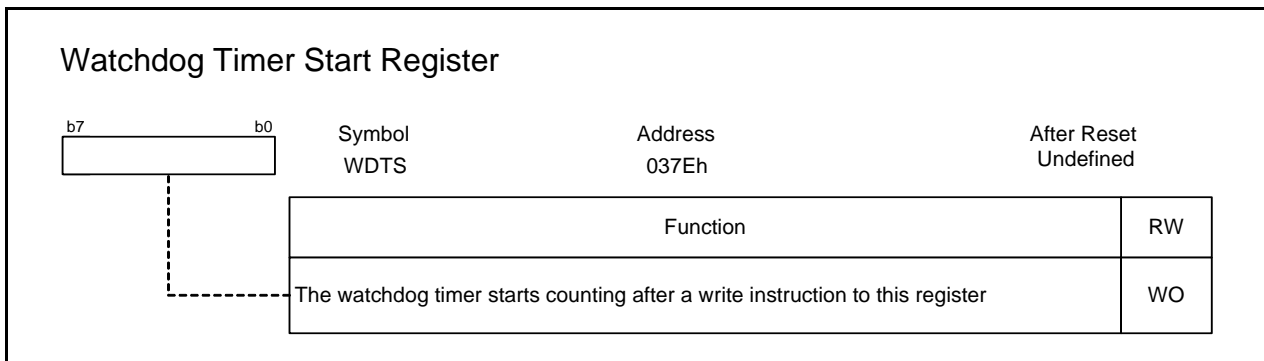 Watchdog Timer Start Register
b7 b0 Symbol Address After Reset
WDTS 037Eh Undefined
Function RW
The watchdog timer starts counting after a write instruction to this register WO